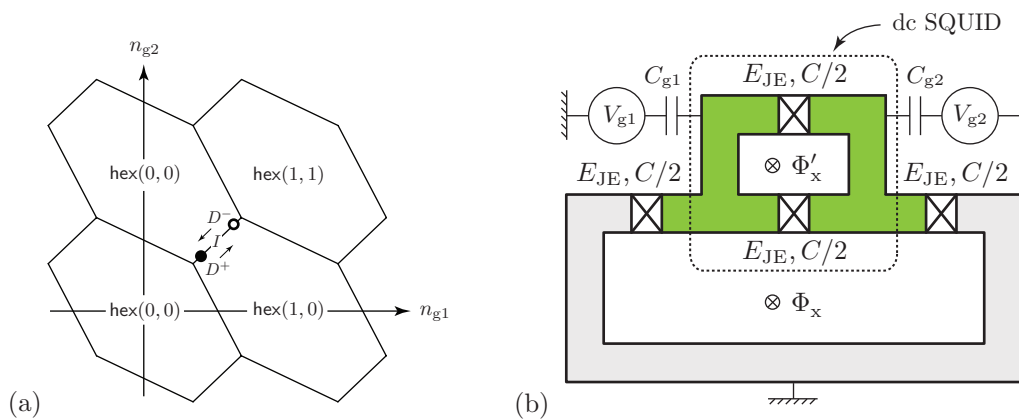 n_g2
hex(0, 0)
hex(1, 1)
D⁻
I
D⁺
hex(0, 0)
hex(1, 0)
n_g1
(a)
dc SQUID
E_JE, C/2
C_g1
C_g2
V_g1
V_g2
Φ′_x
E_JE, C/2
E_JE, C/2
E_JE, C/2
Φ_x
(b)